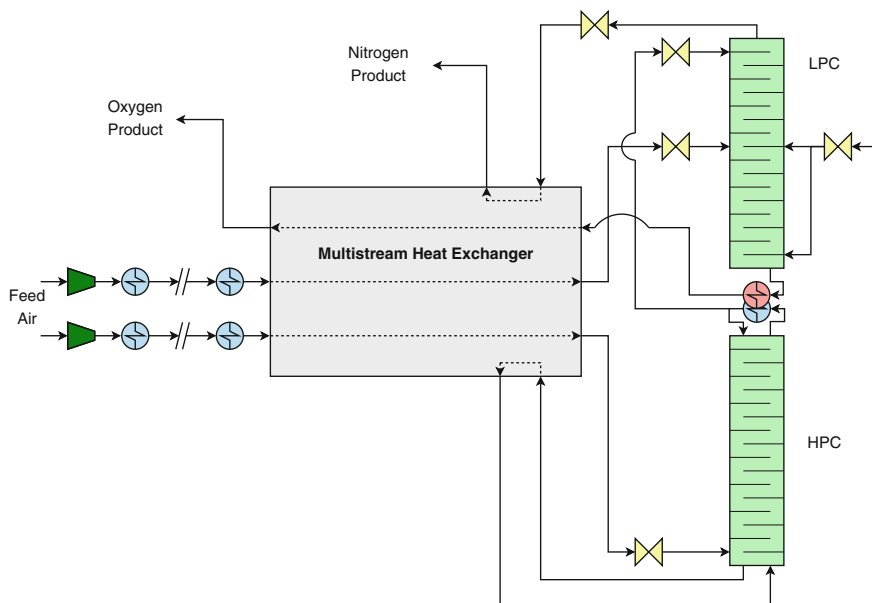 Nitrogen
Product
LPC
Oxygen
Product
Multistream Heat Exchanger
Feed
Air
HPC